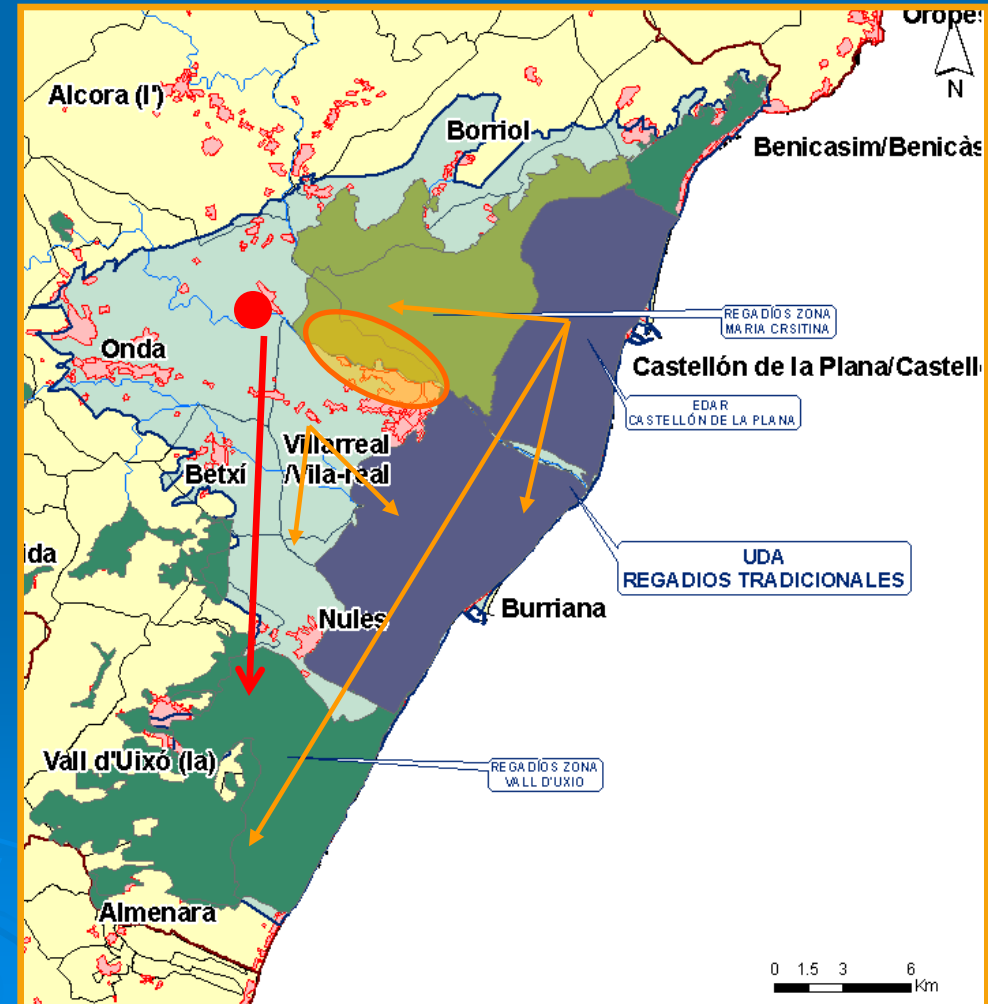 Orope
N
Alcora (l')
Borriol
Benicasim/Benicàs
REGADÍOS ZONA
MARIA CRSITINA
Onda
Castellón de la Plana/Castell
EDAR
CASTELLÓN DE LA PLANA
Villarreal
/Vila-real
Betxí
ida
UDA
REGADIOS TRADICIONALES
Burriana
Nules
Vall d'Uixó (la)
REGADÍOS ZONA
VALL D'UXIO
Almenara
0 1.5 3 6
Km